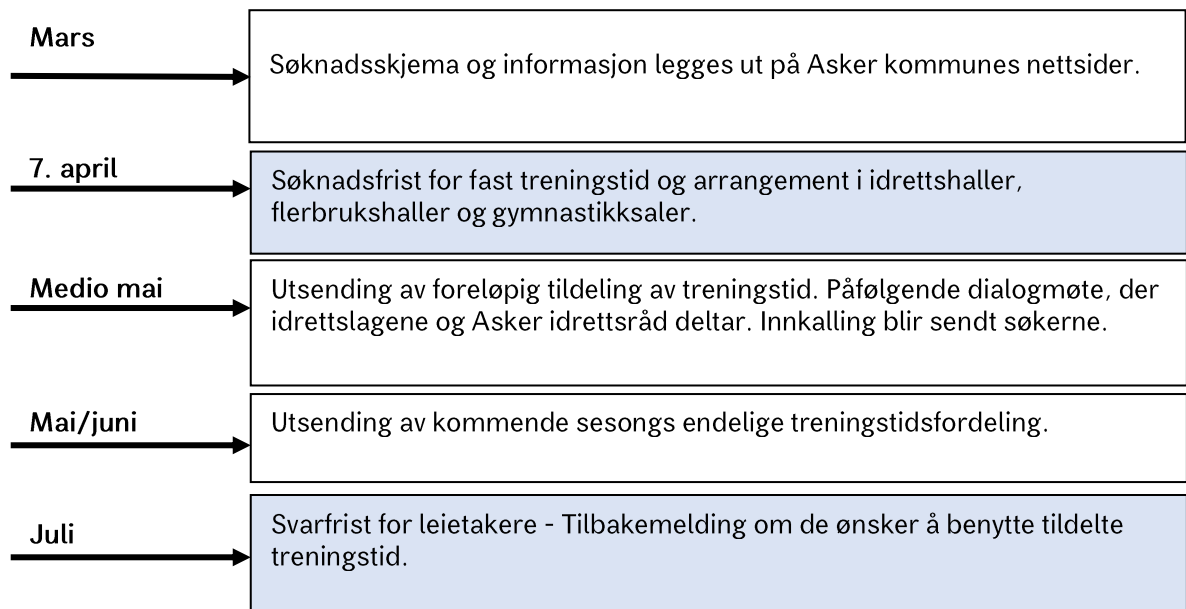 Mars
Søknadsskjema og informasjon legges ut på Asker kommunes nettsider.
7. april
Søknadsfrist for fast treningstid og arrangement i idrettshaller,
flerbrukshaller og gymnastikksaler.
Medio mai
Utsending av foreløpig tildeling av treningstid. Påfølgende dialogmøte, der
idrettslagene og Asker idrettsråd deltar. Innkalling blir sendt søkerne.
Mai/juni
Utsending av kommende sesongs endelige treningstidsfordeling.
Juli
Svarfrist for leietakere - Tilbakemelding om de ønsker å benytte tildelte
treningstid.